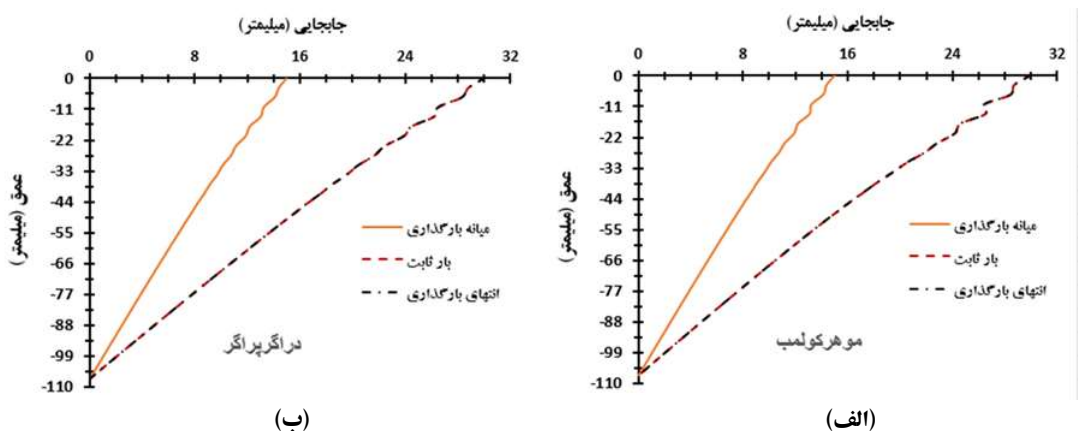 جابجایی (میلیمتر)
0 8 16 24 32
0
-11
-22
-33
-44
-55
-66
-77
-88
-99
-110
عمق (میلیمتر)
میانه بارگذاری
بار ثابت
انتهای بارگذاری
موهرکولمب
(الف)
جابجایی (میلیمتر)
0 8 16 24 32
0
-11
-22
-33
-44
-55
-66
-77
-88
-99
-110
عمق (میلیمتر)
میانه بارگذاری
بار ثابت
انتهای بارگذاری
دراگرپراگر
(ب)